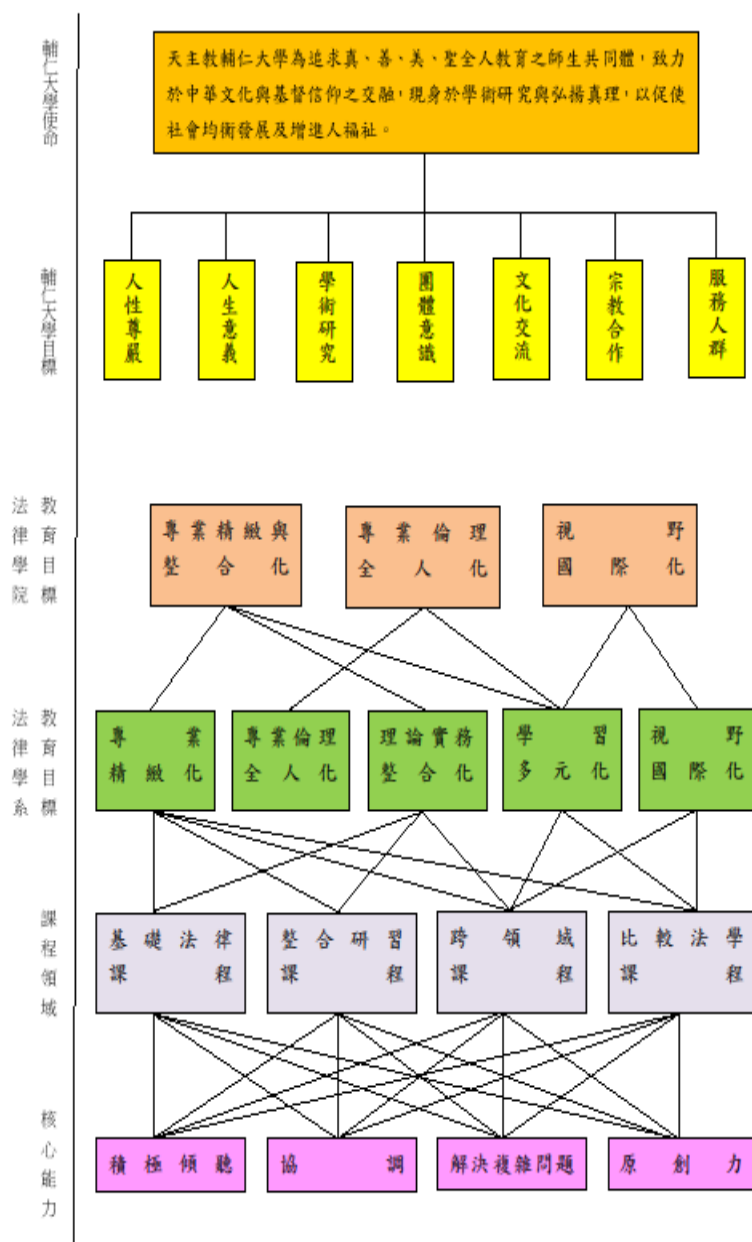 輔仁大學使命
天主教輔仁大學為追求真、善、美、聖全人教育之師生共同體，致力
於中華文化與基督信仰之交融，現身於學術研究與弘揚真理，以促使
社會均衡發展及增進人福祉。
輔仁大學目標
人性尊嚴
人生意義
學術研究
團體意識
文化交流
宗教合作
服務人群
法律學院
教育目標
專業精緻與
整合化
專業倫理
全人化
視野
國際化
法律學系
教育目標
專業
精緻化
專業倫理
全人化
理論實務
整合化
學習
多元化
視野
國際化
課程領域
基礎法律
課程
整合研習
課程
跨領域
課程
比較法學
課程
核心能力
積極傾聽
協調
解決複雜問題
原創力